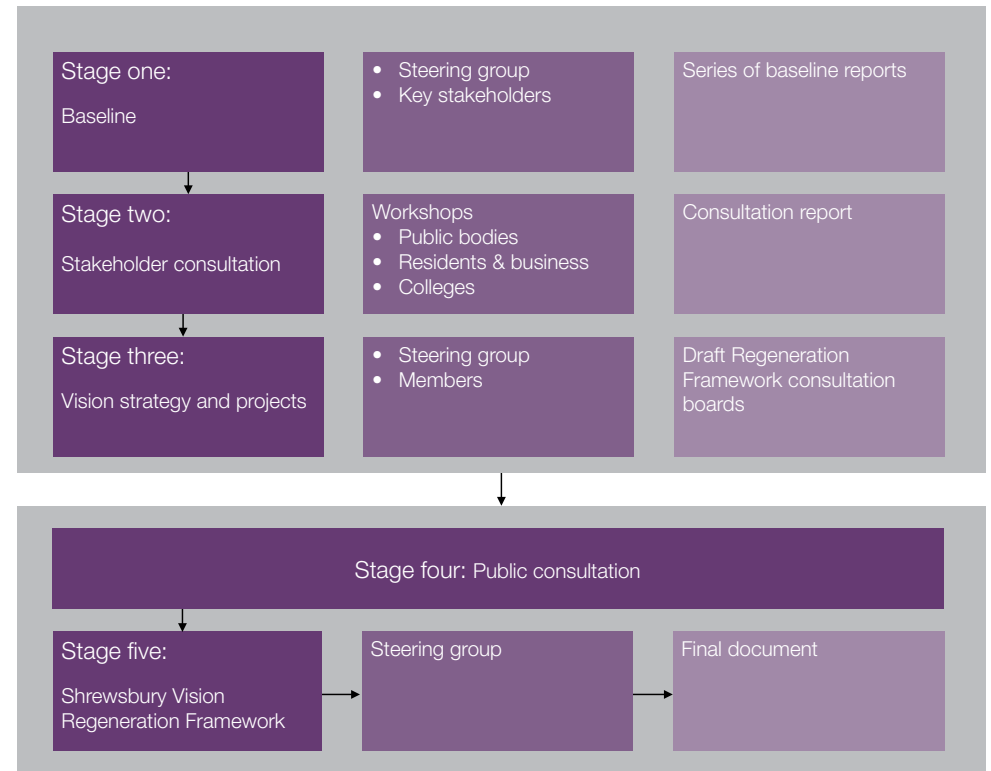 Stage one:
Baseline
• Steering group
• Key stakeholders
Series of baseline reports
Stage two:
Stakeholder consultation
Workshops
• Public bodies
• Residents & business
• Colleges
Consultation report
Stage three:
Vision strategy and projects
• Steering group
• Members
Draft Regeneration
Framework consultation
boards
Stage four: Public consultation
Stage five:
Shrewsbury Vision
Regeneration Framework
Steering group
Final document